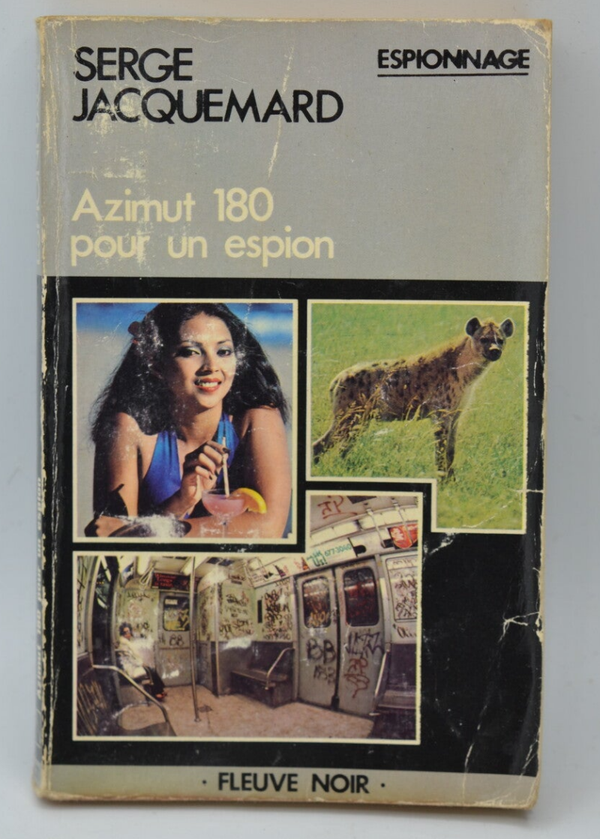 SERGE
JACQUEMARD
ESPIONNAGE
Azimut 180
pour un espion
· FLEUVE NOIR ·